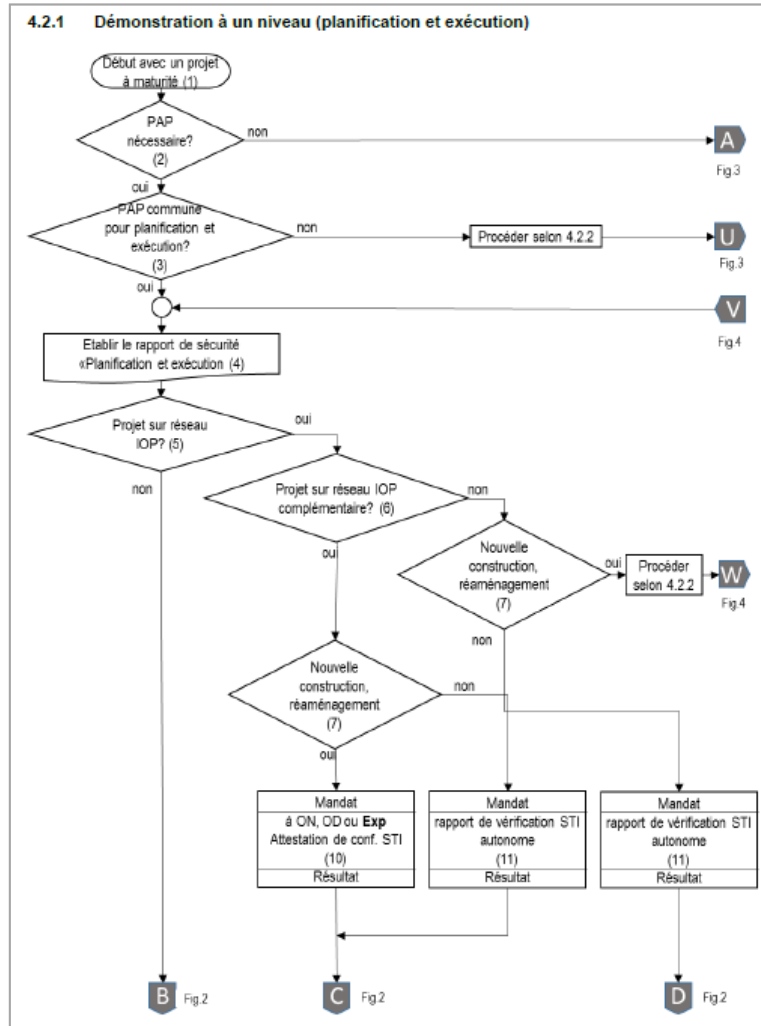 4.2.1 Démonstration à un niveau (planification et exécution)
Début avec un projet
à maturité (1)
PAP
nécessaire?
(2)
non
A
Fig.3
oui
PAP commune
pour planification et
exécution?
(3)
non
Procéder selon 4.2.2
U
Fig.3
oui
V
Fig.4
Etablir le rapport de sécurité
«Planification et exécution (4)
Projet sur réseau
IOP? (5)
oui
non
Projet sur réseau IOP
complémentaire? (6)
non
oui
Nouvelle
construction,
réaménagement
(7)
oui
Procéder
selon 4.2.2
W
Fig.4
non
Nouvelle
construction,
réaménagement
(7)
non
oui
Mandat
à ON, OD ou Exp
Attestation de conf. STI
(10)
Résultat
Mandat
rapport de vérification STI
autonome
(11)
Résultat
Mandat
rapport de vérification STI
autonome
(11)
Résultat
B Fig.2
C Fig.2
D Fig.2